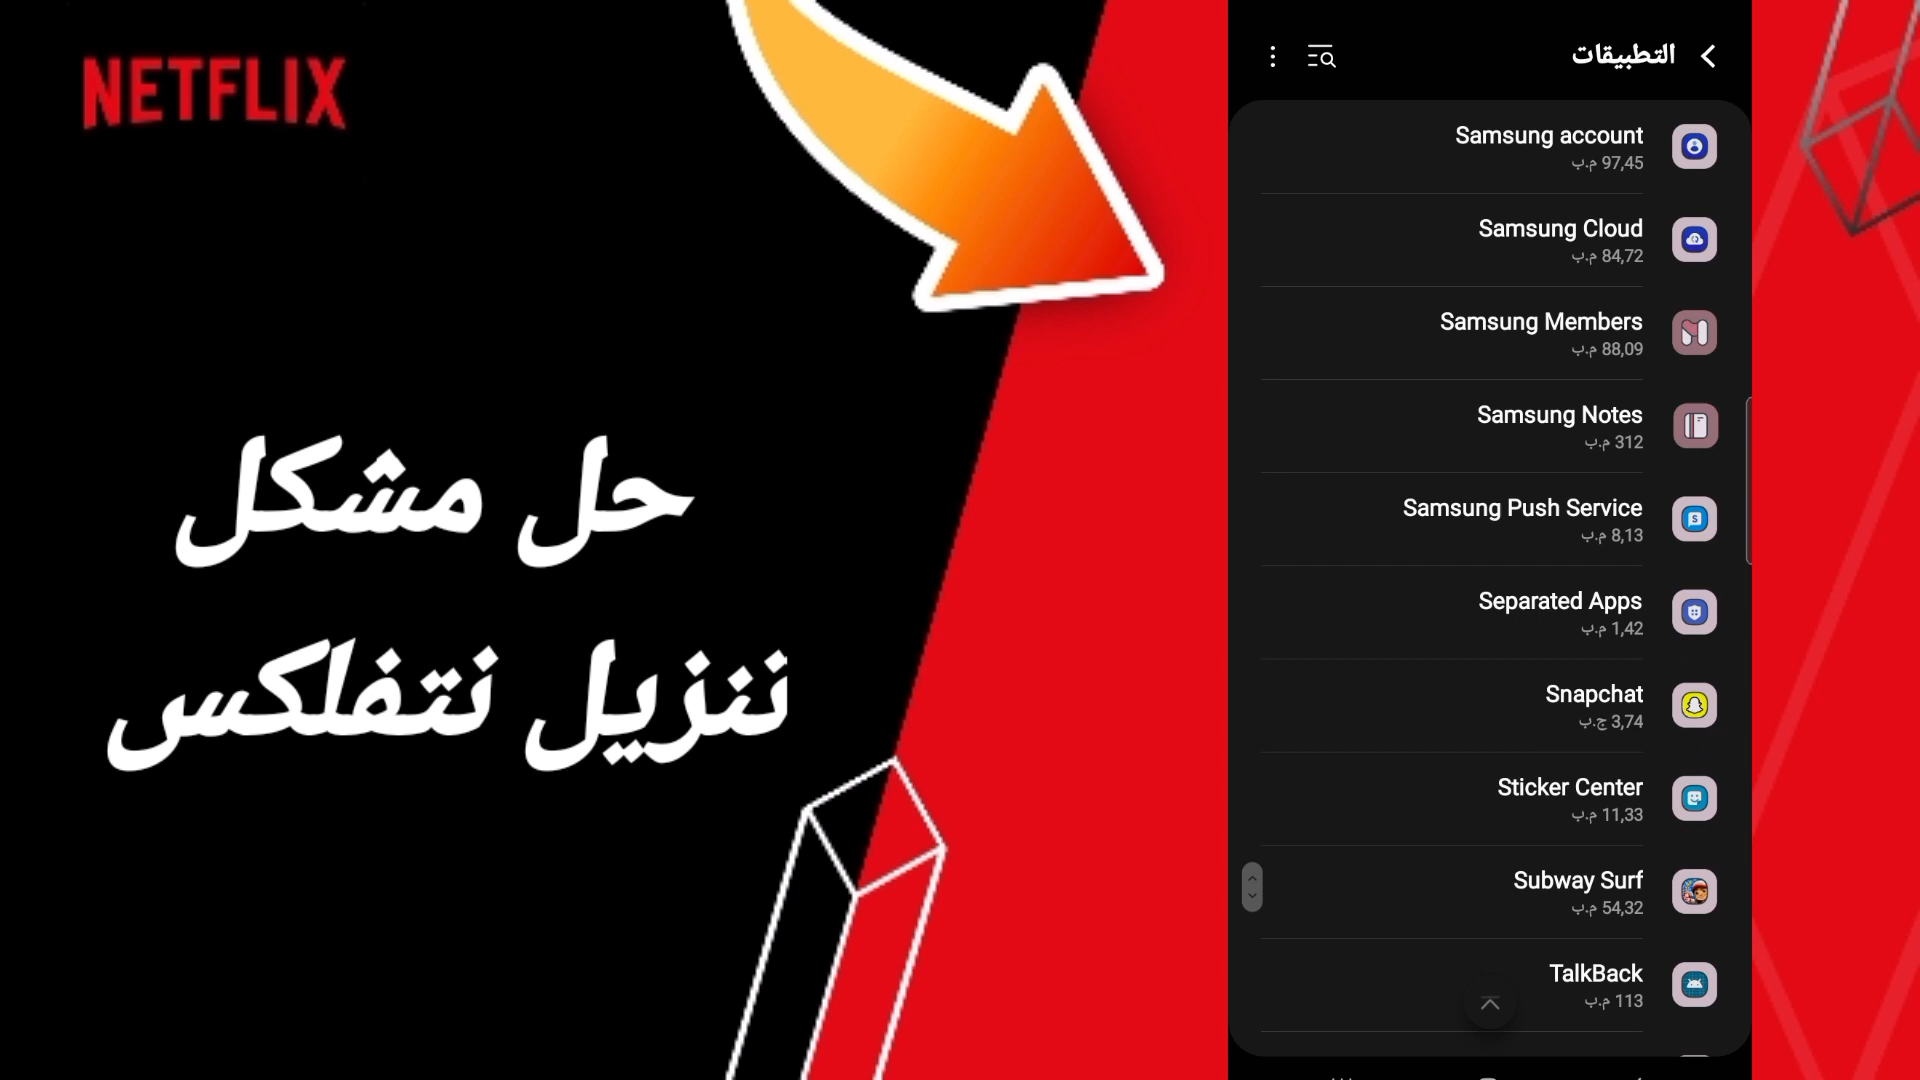 NETFLIX
حل مشكل
ننزيل نتفلكس
التطبيقات
Samsung account
97,45 م.ب
Samsung Cloud
84,72 م.ب
Samsung Members
88,09 م.ب
Samsung Notes
312 م.ب
Samsung Push Service
8,13 م.ب
Separated Apps
1,42 م.ب
Snapchat
3,74 ج.ب
Sticker Center
11,33 م.ب
Subway Surf
54,32 م.ب
TalkBack
113 م.ب